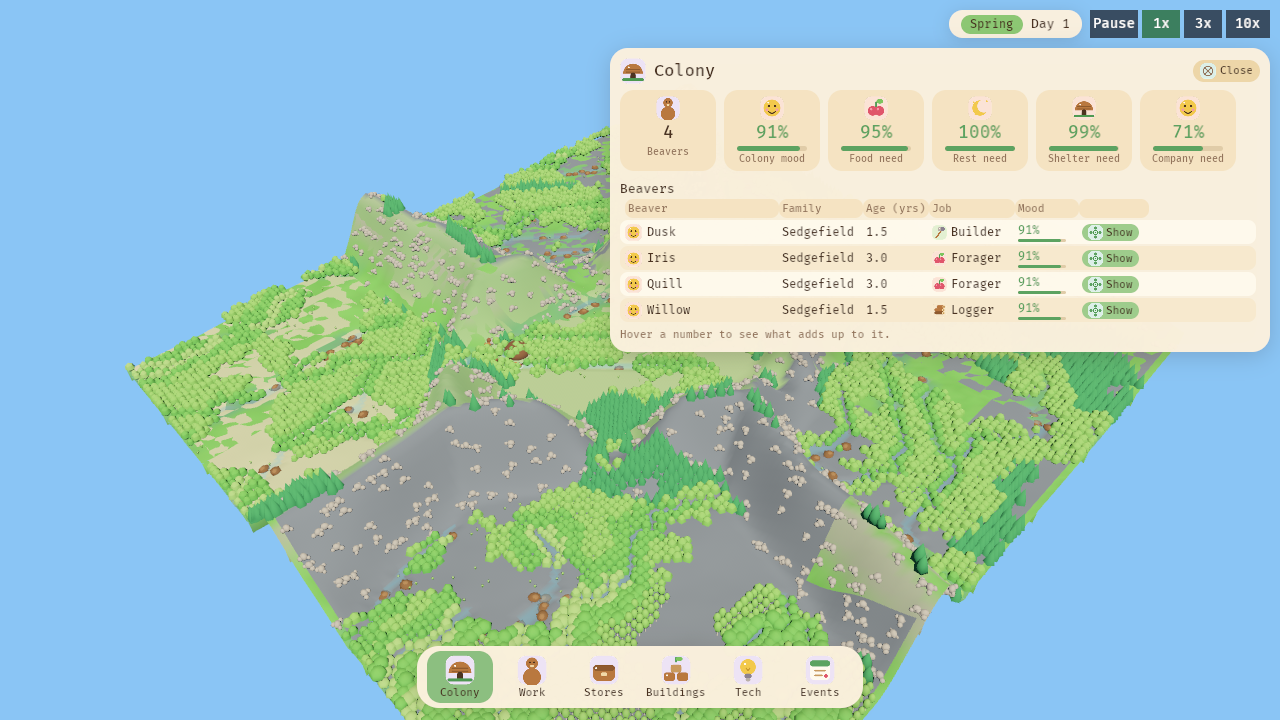 Spring Day 1 Pause 1x 3x 10x
Colony Close
4 91% 95% 100% 99% 71%
Beavers Colony mood Food need Rest need Shelter need Company need
Beavers
Beaver Family Age (yrs) Job Mood
Dusk Sedgefield 1.5 Builder 91% Show
Iris Sedgefield 3.0 Forager 91% Show
Quill Sedgefield 3.0 Forager 91% Show
Willow Sedgefield 1.5 Logger 91% Show
Hover a number to see what adds up to it.
Colony Work Stores Buildings Tech Events